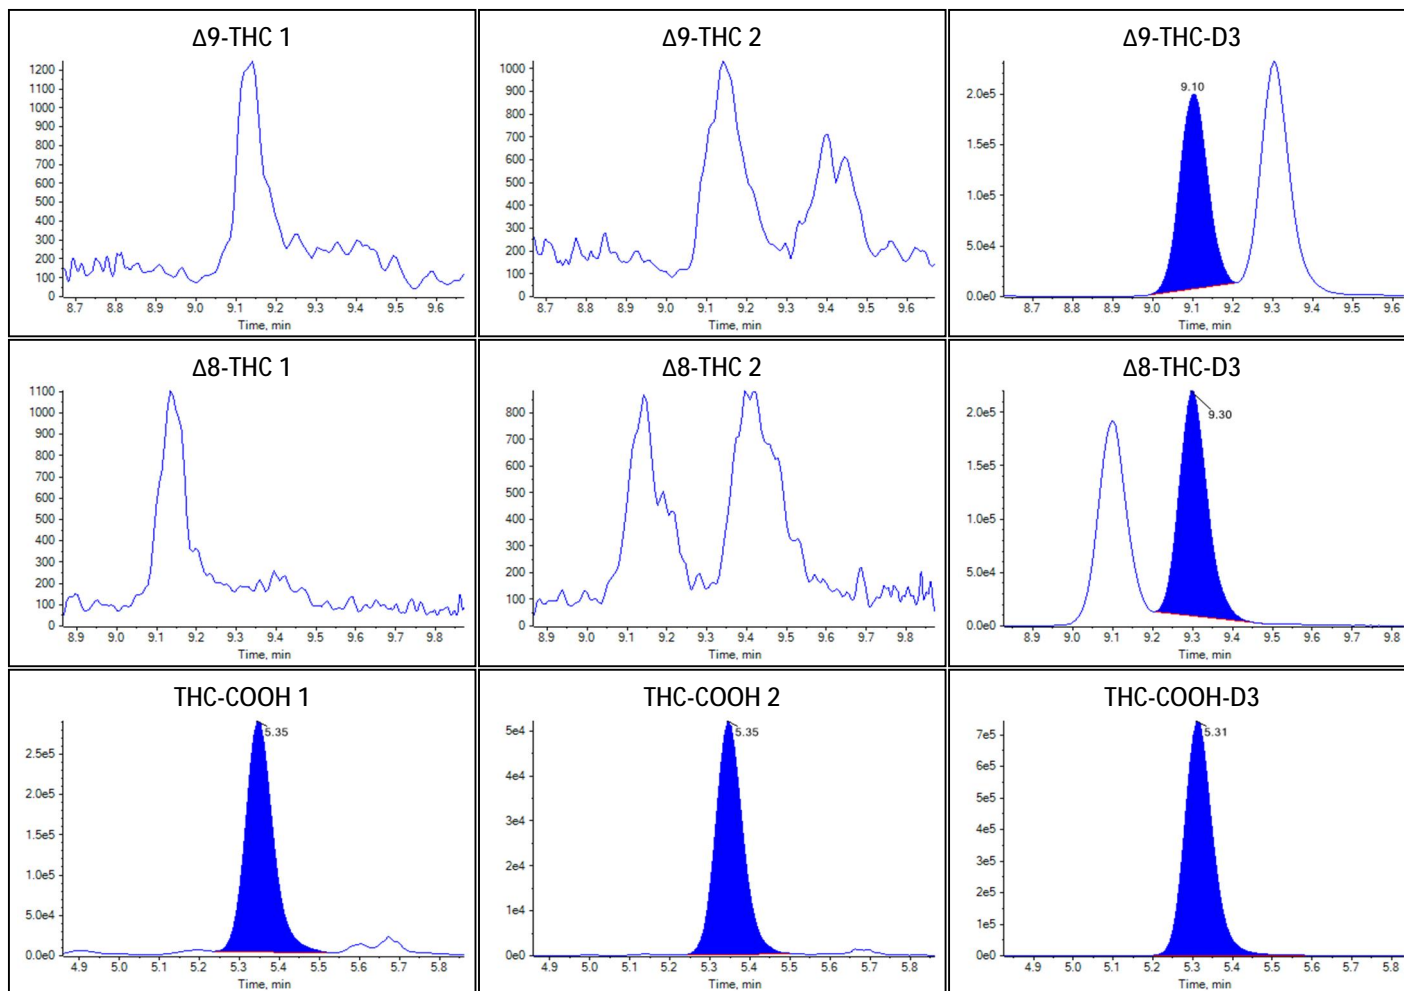 Δ9-THC 1
1200
1100
1000
900
800
700
600
500
400
300
200
100
0
8.7 8.8 8.9 9.0 9.1 9.2 9.3 9.4 9.5 9.6
Time, min
Δ9-THC 2
1000
900
800
700
600
500
400
300
200
100
0
8.7 8.8 8.9 9.0 9.1 9.2 9.3 9.4 9.5 9.6
Time, min
Δ9-THC-D3
9.10
2.0e5
1.5e5
1.0e5
5.0e4
0.0e0
8.7 8.8 8.9 9.0 9.1 9.2 9.3 9.4 9.5 9.6
Time, min
Δ8-THC 1
1100
1000
900
800
700
600
500
400
300
200
100
0
8.9 9.0 9.1 9.2 9.3 9.4 9.5 9.6 9.7 9.8
Time, min
Δ8-THC 2
800
700
600
500
400
300
200
100
0
8.9 9.0 9.1 9.2 9.3 9.4 9.5 9.6 9.7 9.8
Time, min
Δ8-THC-D3
9.30
2.0e5
1.5e5
1.0e5
5.0e4
0.0e0
8.9 9.0 9.1 9.2 9.3 9.4 9.5 9.6 9.7 9.8
Time, min
THC-COOH 1
5.35
2.5e5
2.0e5
1.5e5
1.0e5
5.0e4
0.0e0
4.9 5.0 5.1 5.2 5.3 5.4 5.5 5.6 5.7 5.8
Time, min
THC-COOH 2
5.35
5e4
4e4
3e4
2e4
1e4
0e0
4.9 5.0 5.1 5.2 5.3 5.4 5.5 5.6 5.7 5.8
Time, min
THC-COOH-D3
5.31
7e5
6e5
5e5
4e5
3e5
2e5
1e5
0e0
4.9 5.0 5.1 5.2 5.3 5.4 5.5 5.6 5.7 5.8
Time, min